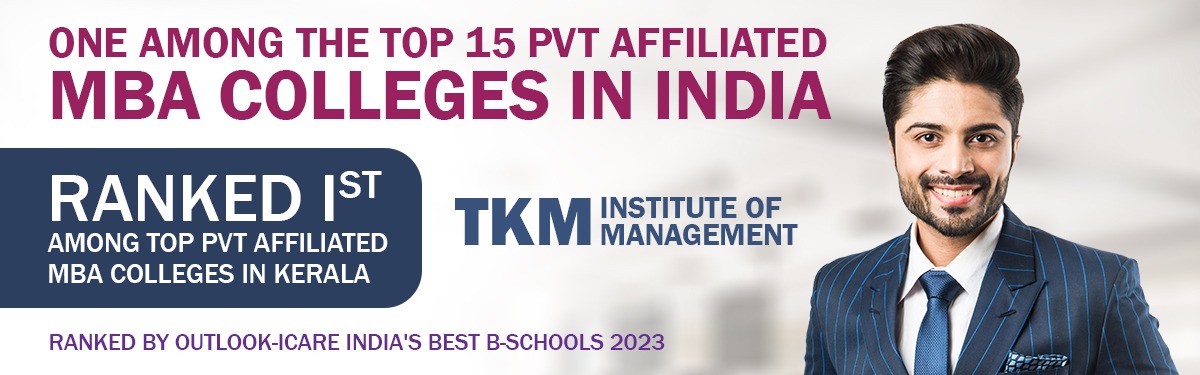 ONE AMONG THE TOP 15 PVT AFFILIATED
MBA COLLEGES IN INDIA
RANKED IST
AMONG TOP PVT AFFILIATED
MBA COLLEGES IN KERALA
TKM INSTITUTE OF
MANAGEMENT
RANKED BY OUTLOOK-ICARE INDIA'S BEST B-SCHOOLS 2023